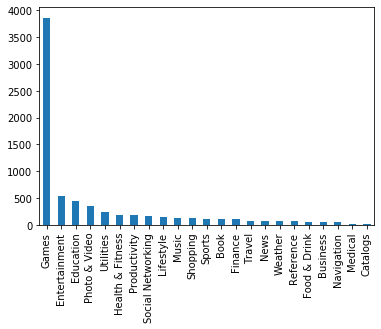 4000
3500
3000
2500
2000
1500
1000
500
0
Games
Entertainment
Education
Photo & Video
Utilities
Health & Fitness
Productivity
Social Networking
Lifestyle
Music
Shopping
Sports
Book
Finance
Travel
News
Weather
Reference
Food & Drink
Business
Navigation
Medical
Catalogs